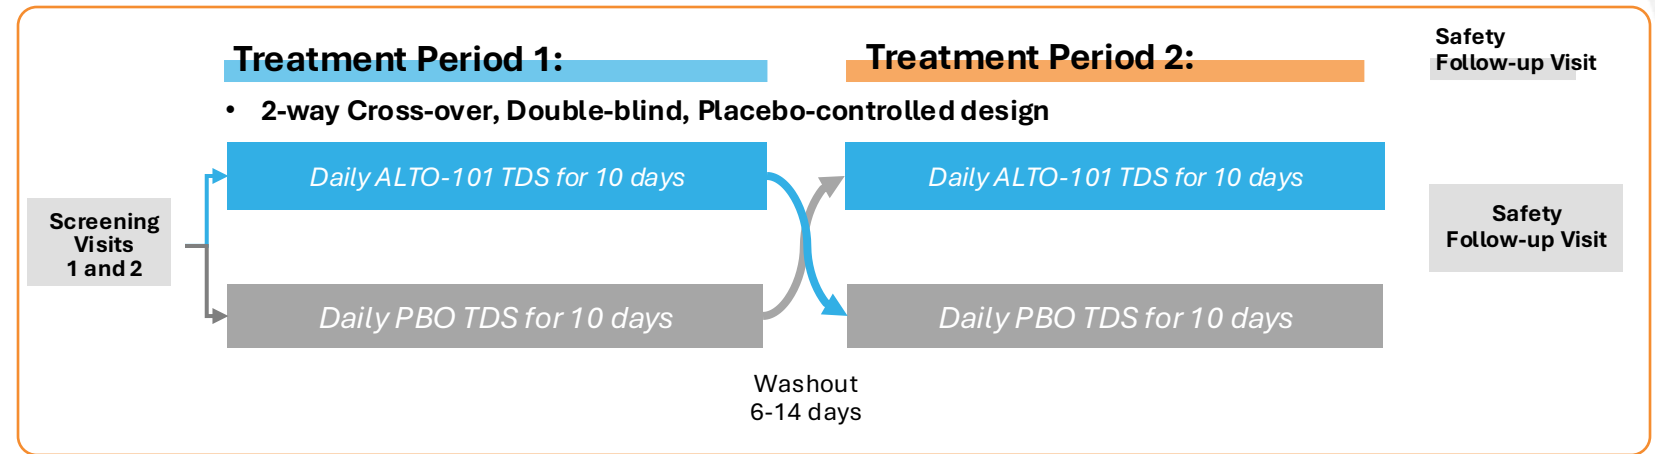 Treatment Period 1:
Treatment Period 2:
Safety
Follow-up Visit
• 2-way Cross-over, Double-blind, Placebo-controlled design
Screening
Visits
1 and 2
Daily ALTO-101 TDS for 10 days
Daily ALTO-101 TDS for 10 days
Daily PBO TDS for 10 days
Daily PBO TDS for 10 days
Safety
Follow-up Visit
Washout
6-14 days